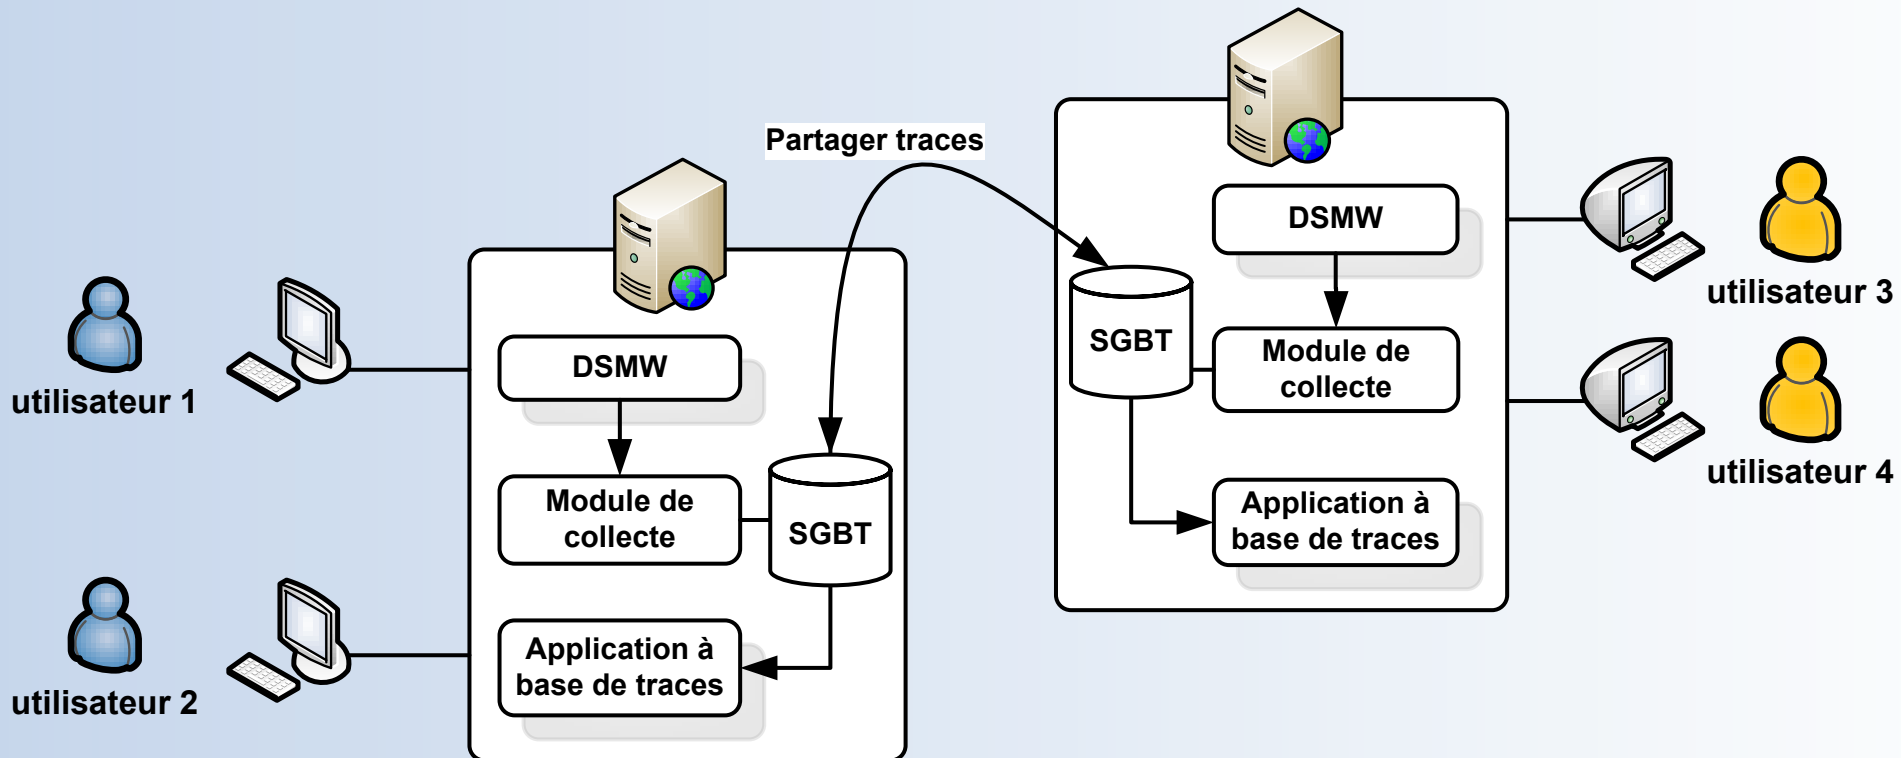 Partager traces
utilisateur 1
utilisateur 2
DSMW
Module de
collecte
SGBT
Application à
base de traces
DSMW
SGBT
Module de
collecte
Application à
base de traces
utilisateur 3
utilisateur 4